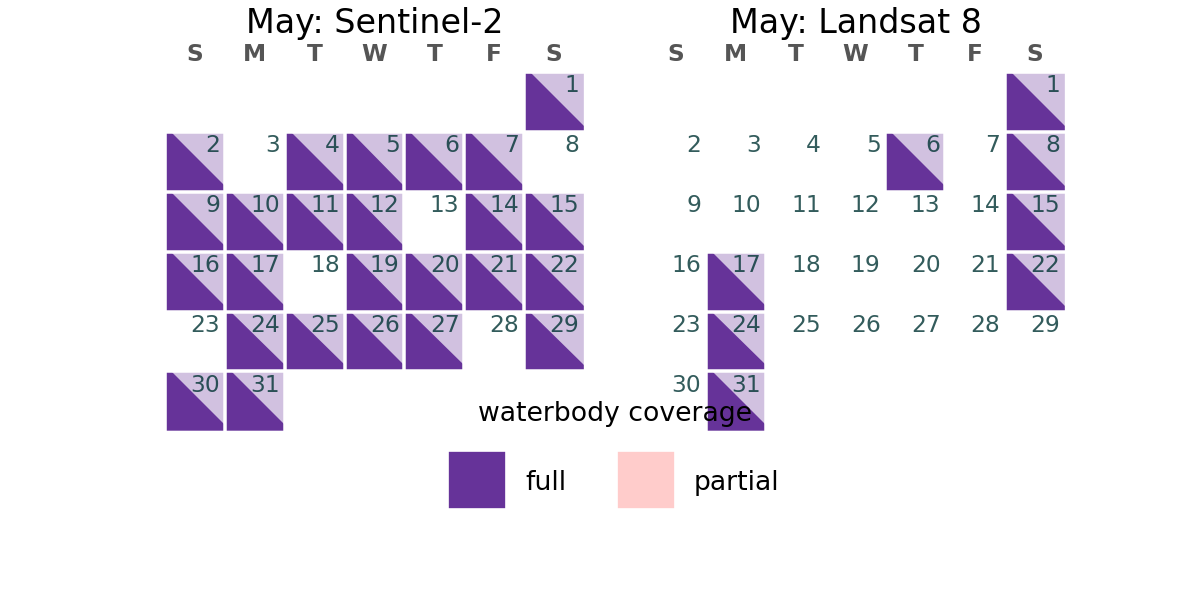 May: Sentinel-2 May: Landsat 8
S M T W T F S S M T W T F S
1 1
2 3 4 5 6 7 8 2 3 4 5 6 7 8
9 10 11 12 13 14 15 9 10 11 12 13 14 15
16 17 18 19 20 21 22 16 17 18 19 20 21 22
23 24 25 26 27 28 29 23 24 25 26 27 28 29
30 31 30 31
waterbody coverage
full partial